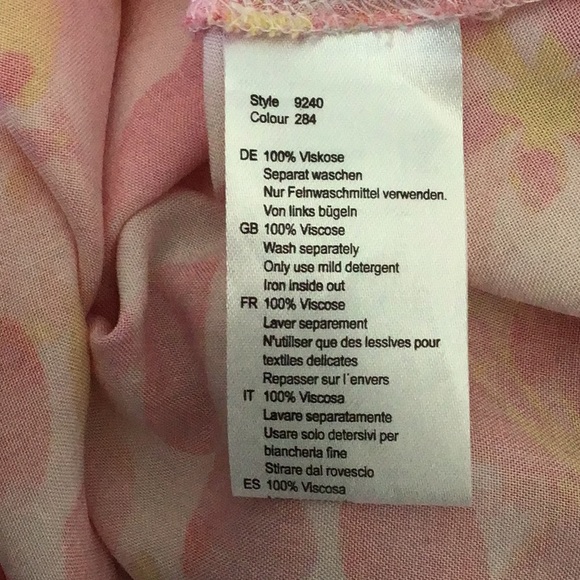 Style 9240
Colour 284
DE 100% Viskose
Separat waschen
Nur Feinwaschmittel verwenden.
Von links bügeln
GB 100% Viscose
Wash separately
Only use mild detergent
Iron inside out
FR 100% Viscose
Laver separement
N'utiliser que des lessives pour
textiles delicates
Repasser sur l'envers
IT 100% Viscosa
Lavare separatamente
Usare solo detersivi per
biancheria fine
Stirare dal rovescio
ES 100% Viscosa